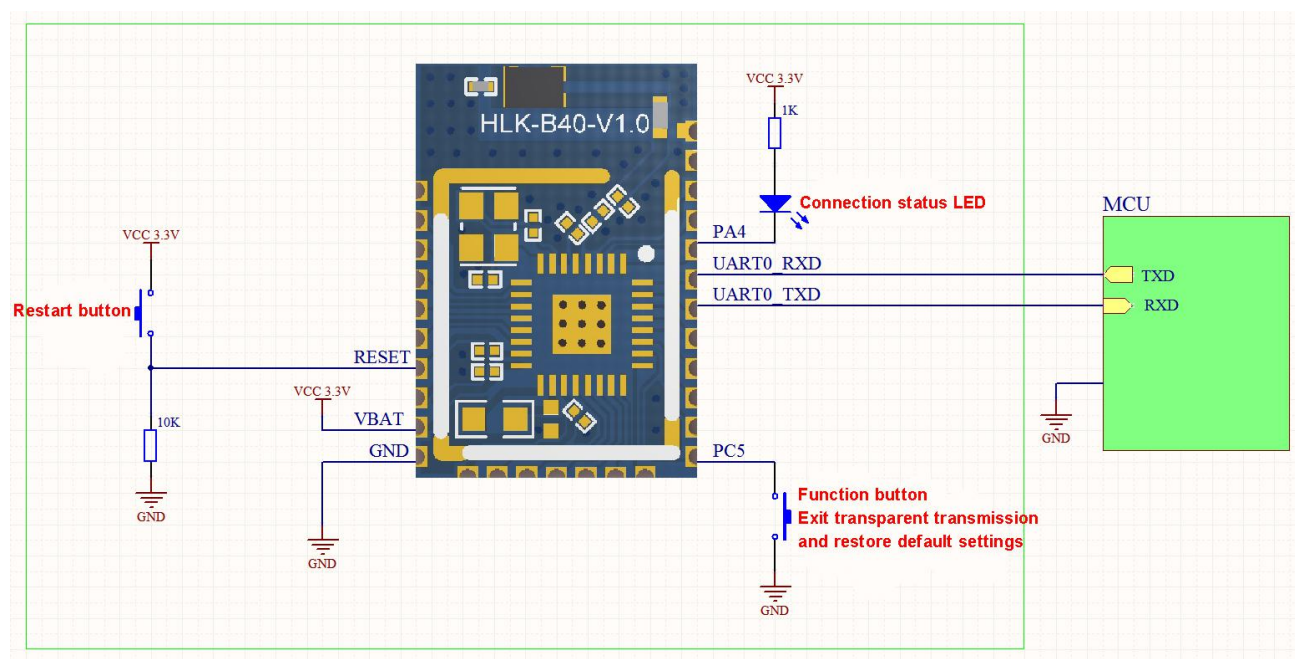 HLK-B40-V1.0
VCC 3.3V
1K
Connection status LED
MCU
PA4
UART0_RXD
TXD
UART0_TXD
RXD
VCC 3.3V
Restart button
RESET
VCC 3.3V
VBAT
10K
GND
GND
GND
GND
PC5
Function button
Exit transparent transmission
and restore default settings
GND